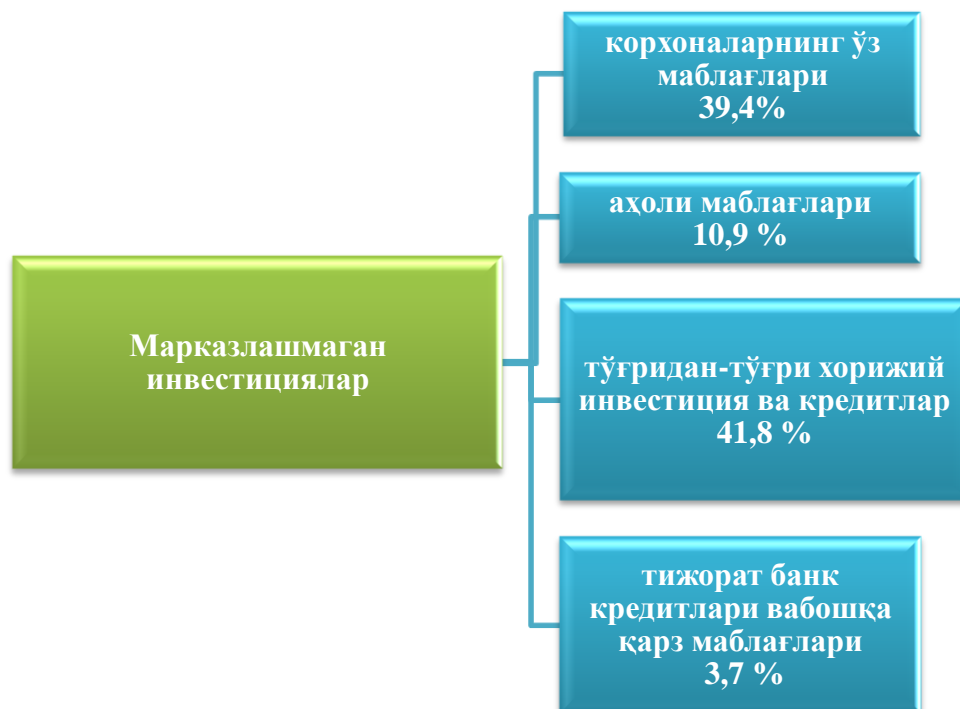 корхоналарнинг ўз
маблағлари
39,4%
аҳоли маблағлари
10,9 %
Марказлашмаган
инвестициялар
тўғридан-тўғри хорижий
инвестиция ва кредитлар
41,8 %
тижорат банк
кредитлари вабошқа
қарз маблағлари
3,7 %